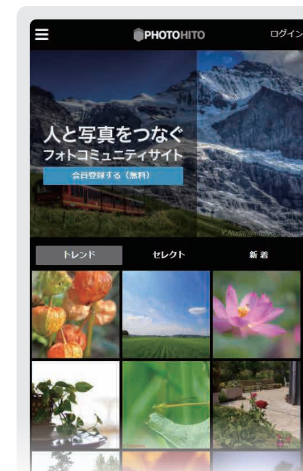 PHOTOHITO
ログイン
人と写真をつなぐ
フォトコミュニティサイト
会員登録する（無料）
トレンド
セレクト
新着